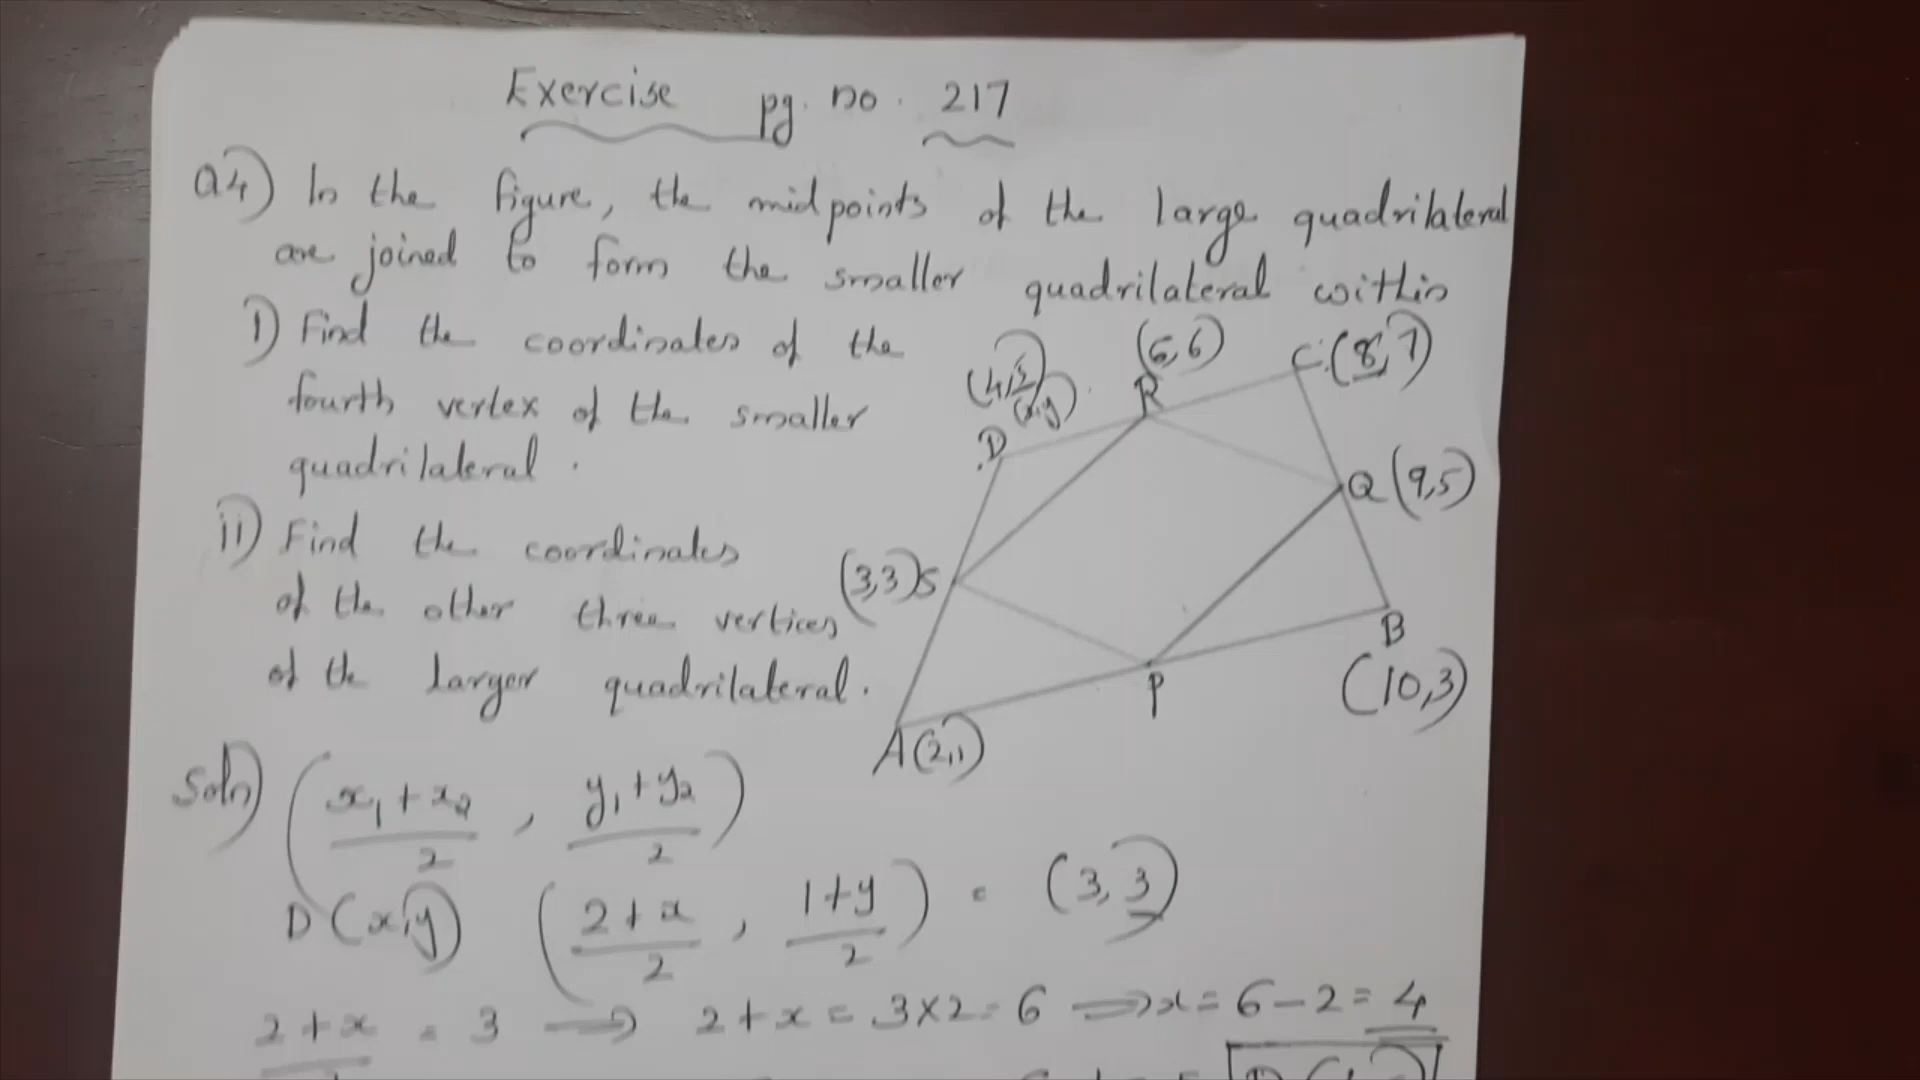 Exercise pg. no. 217
Q4) In the figure, the midpoints of the large quadrilateral
are joined to form the smaller quadrilateral within
i) Find the coordinates of the
fourth vertex of the smaller
quadrilateral.
ii) Find the coordinates
of the other three vertices
of the larger quadrilateral.
(4,5)
(x,y)
D
(6,6)
R
C(8,7)
Q(9,5)
(3,3)S
B
(10,3)
P
A(2,1)
Soln) (x₁+x₂/2, y₁+y₂/2)
D(x,y) (2+x/2, 1+y/2) = (3,3)
2+x = 3 ⟹ 2+x = 3×2=6 ⟹ x = 6-2=4